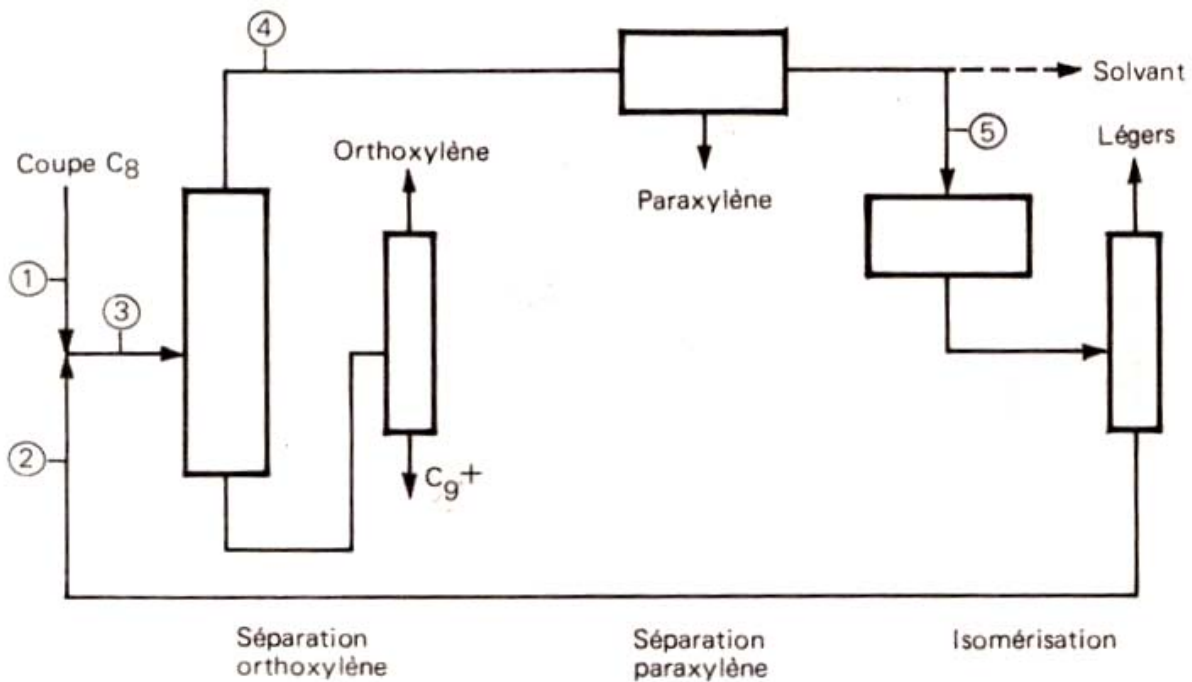 ④
Solvant
⑤
Légers
Orthoxylène
Coupe C8
Paraxylène
①
③
②
C9+
Séparation
orthoxylène
Séparation
paraxylène
Isomérisation